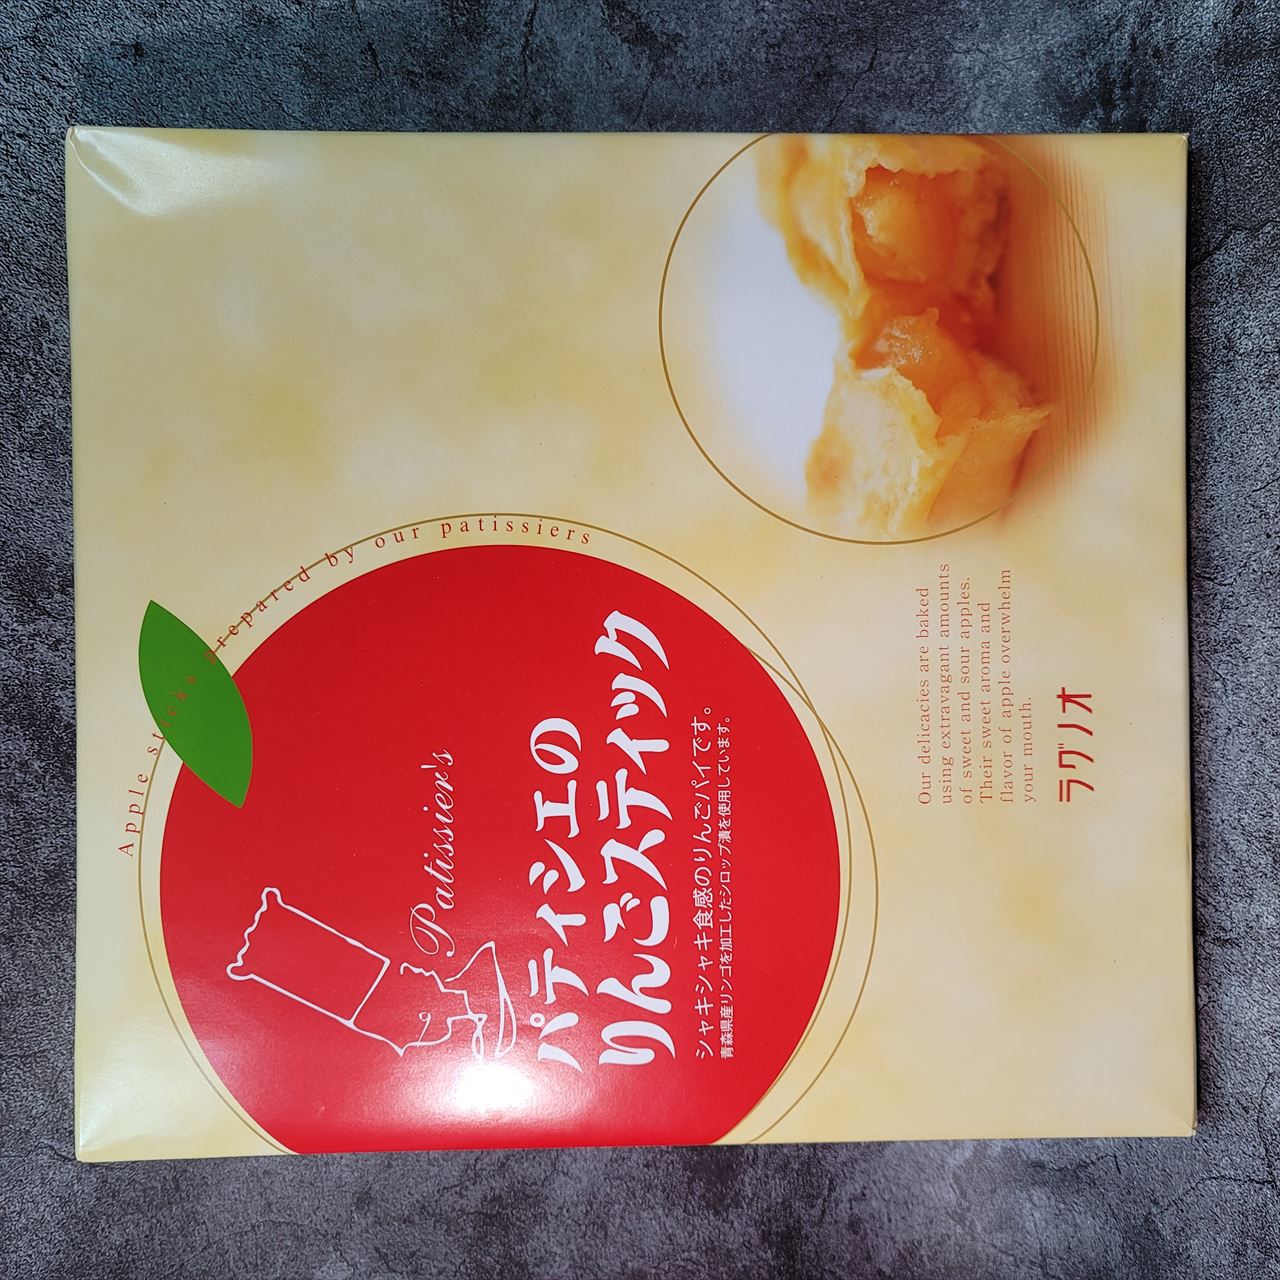 Apple sticks prepared by our patissiers
Patissier's
パティシエの
りんごスティック
シャキシャキ食感のりんごパイです。
青森県産リンゴを加工したシロップ漬を使用しています。
Our delicacies are baked
using extravagant amounts
of sweet and sour apples.
Their sweet aroma and
flavor of apple overwhelm
your mouth.
ラグノオ